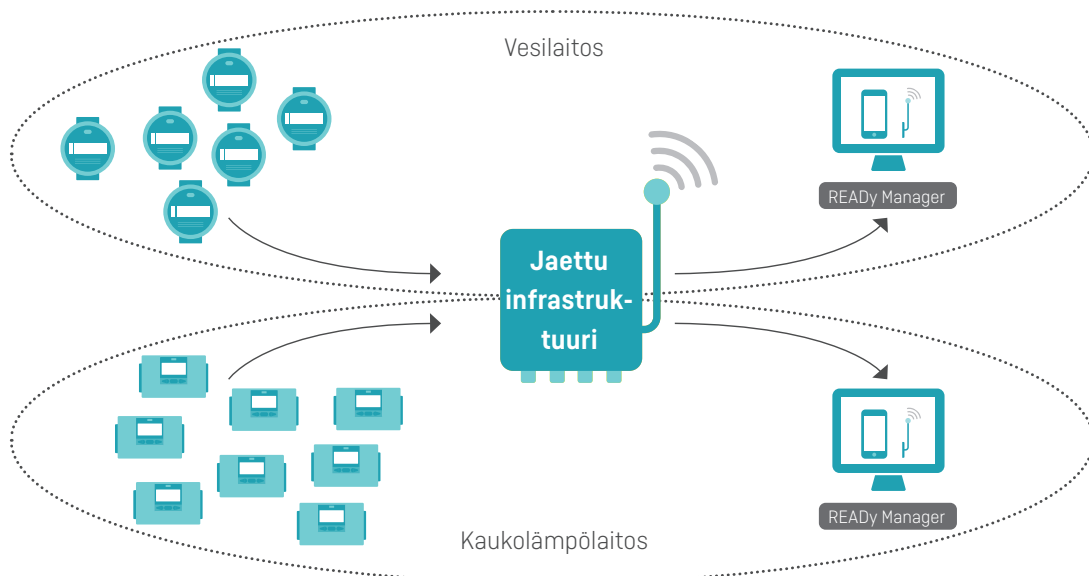 Vesilaitos
READy Manager
Jaettu
infrastruk-
tuuri
READy Manager
Kaukolämpölaitos